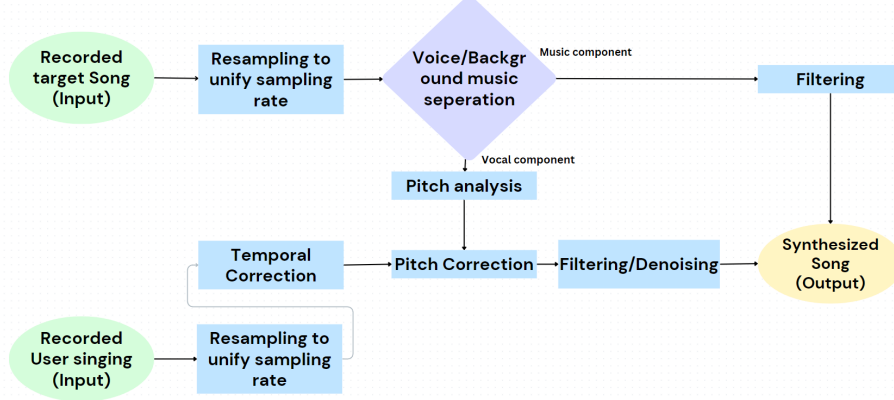 Recorded
target Song
(Input)
Resampling to
unify sampling
rate
Voice/Backgr
ound music
seperation
Music component
Filtering
Vocal component
Pitch analysis
Temporal
Correction
Pitch Correction
Filtering/Denoising
Synthesized
Song
(Output)
Recorded
User singing
(Input)
Resampling to
unify sampling
rate